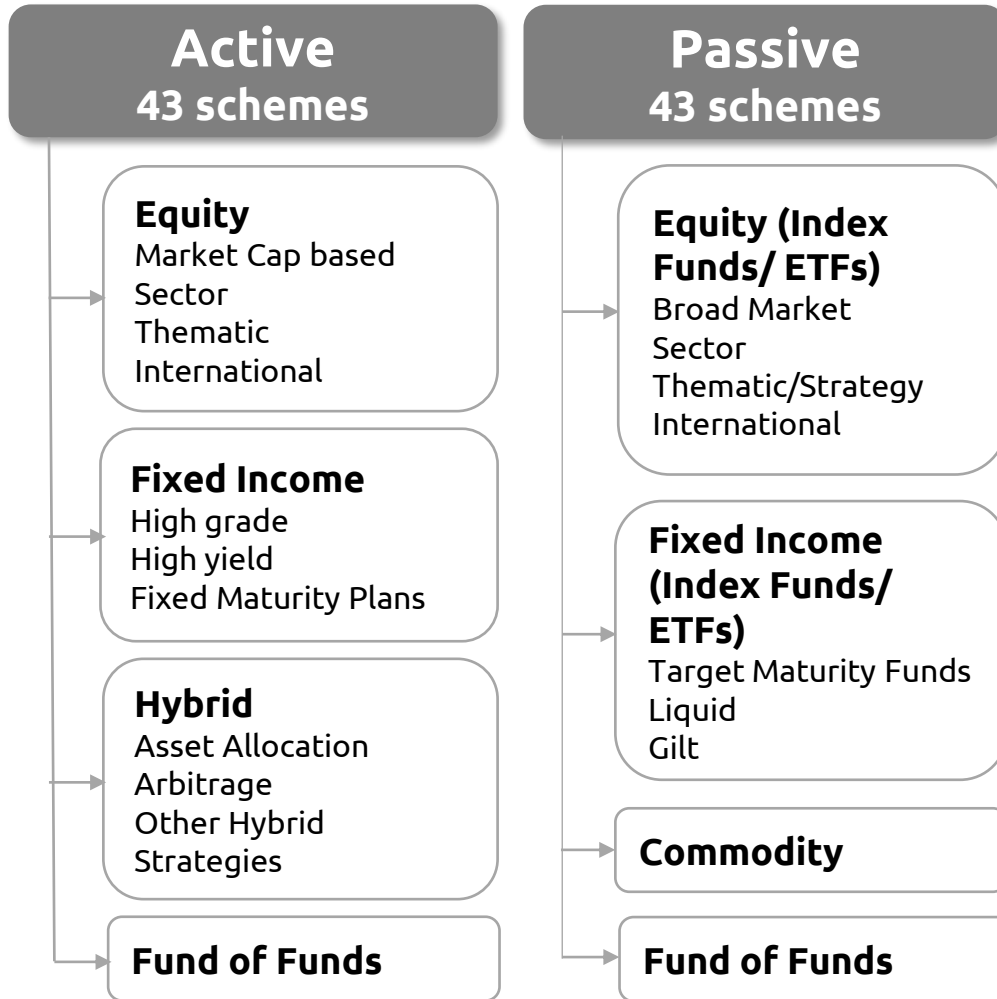 Active
43 schemes
Equity
Market Cap based
Sector
Thematic
International
Fixed Income
High grade
High yield
Fixed Maturity Plans
Hybrid
Asset Allocation
Arbitrage
Other Hybrid
Strategies
Fund of Funds
Passive
43 schemes
Equity (Index
Funds/ ETFs)
Broad Market
Sector
Thematic/Strategy
International
Fixed Income
(Index Funds/
ETFs)
Target Maturity Funds
Liquid
Gilt
Commodity
Fund of Funds